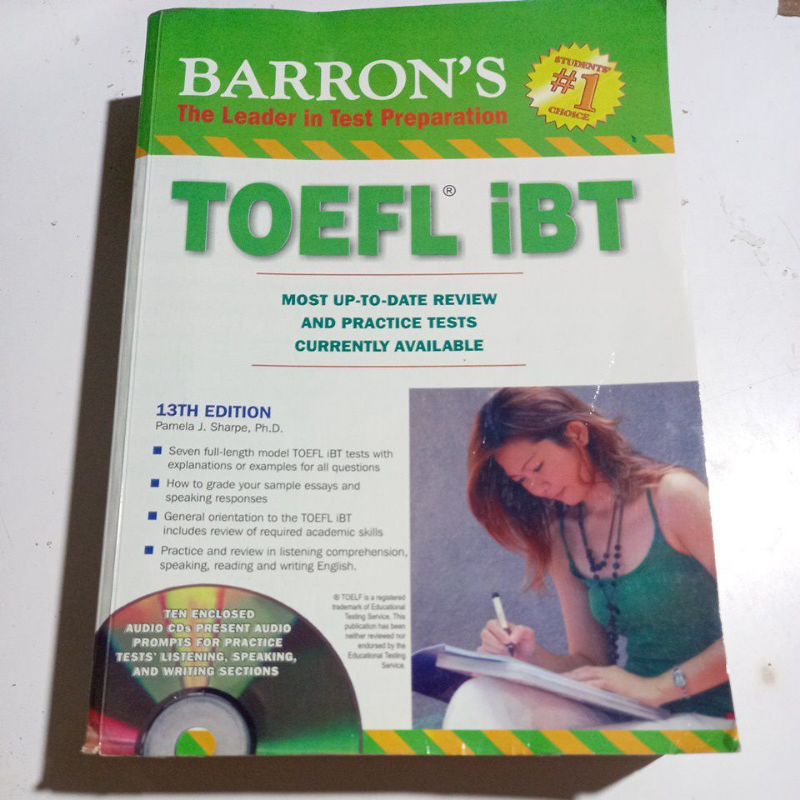 BARRON'S
The Leader in Test Preparation
STUDENTS'
#1
CHOICE
TOEFL® iBT
MOST UP-TO-DATE REVIEW
AND PRACTICE TESTS
CURRENTLY AVAILABLE
13TH EDITION
Pamela J. Sharpe, Ph.D.
■ Seven full-length model TOEFL iBT tests with
explanations or examples for all questions
■ How to grade your sample essays and
speaking responses
■ General orientation to the TOEFL iBT
includes review of required academic skills
■ Practice and review in listening comprehension,
speaking, reading and writing English.
® TOELF is a registered
trademark of Educational
Testing Service. This
publication has been
neither reviewed nor
endorsed by the
Educational Testing
Service.
TEN ENCLOSED
AUDIO CDs PRESENT AUDIO
PROMPTS FOR PRACTICE
TESTS' LISTENING, SPEAKING,
AND WRITING SECTIONS